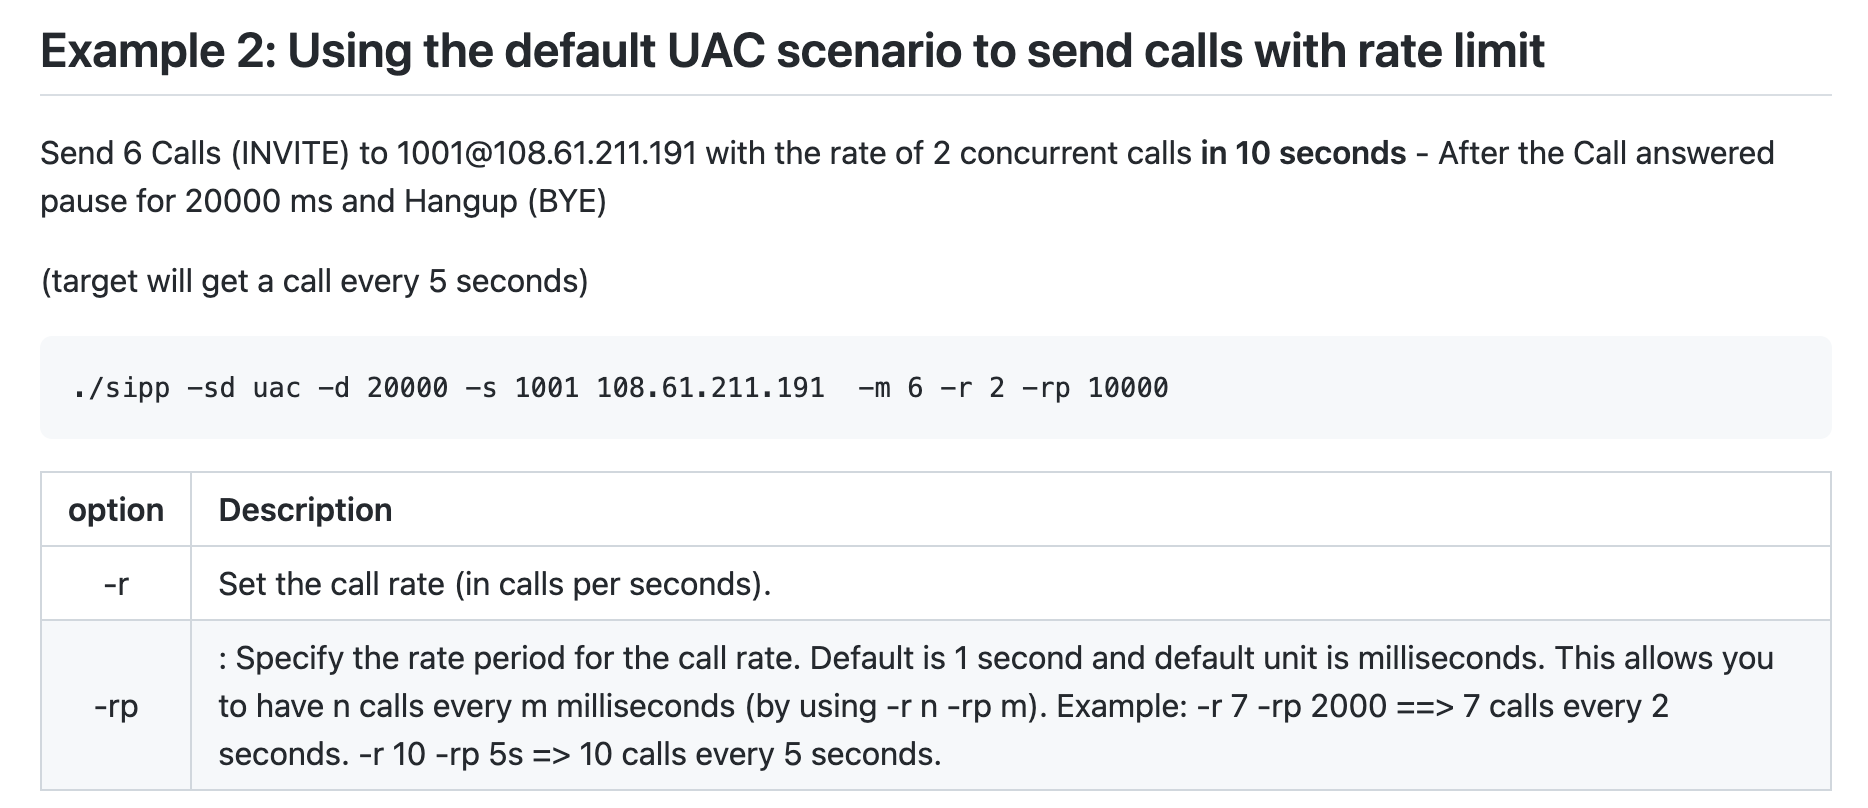 Example 2: Using the default UAC scenario to send calls with rate limit
Send 6 Calls (INVITE) to 1001@108.61.211.191 with the rate of 2 concurrent calls in 10 seconds - After the Call answered
pause for 20000 ms and Hangup (BYE)
(target will get a call every 5 seconds)
./sipp -sd uac -d 20000 -s 1001 108.61.211.191  -m 6 -r 2 -rp 10000
option Description
-r Set the call rate (in calls per seconds).
: Specify the rate period for the call rate. Default is 1 second and default unit is milliseconds. This allows you
-rp to have n calls every m milliseconds (by using -r n -rp m). Example: -r 7 -rp 2000 ==> 7 calls every 2
seconds. -r 10 -rp 5s => 10 calls every 5 seconds.